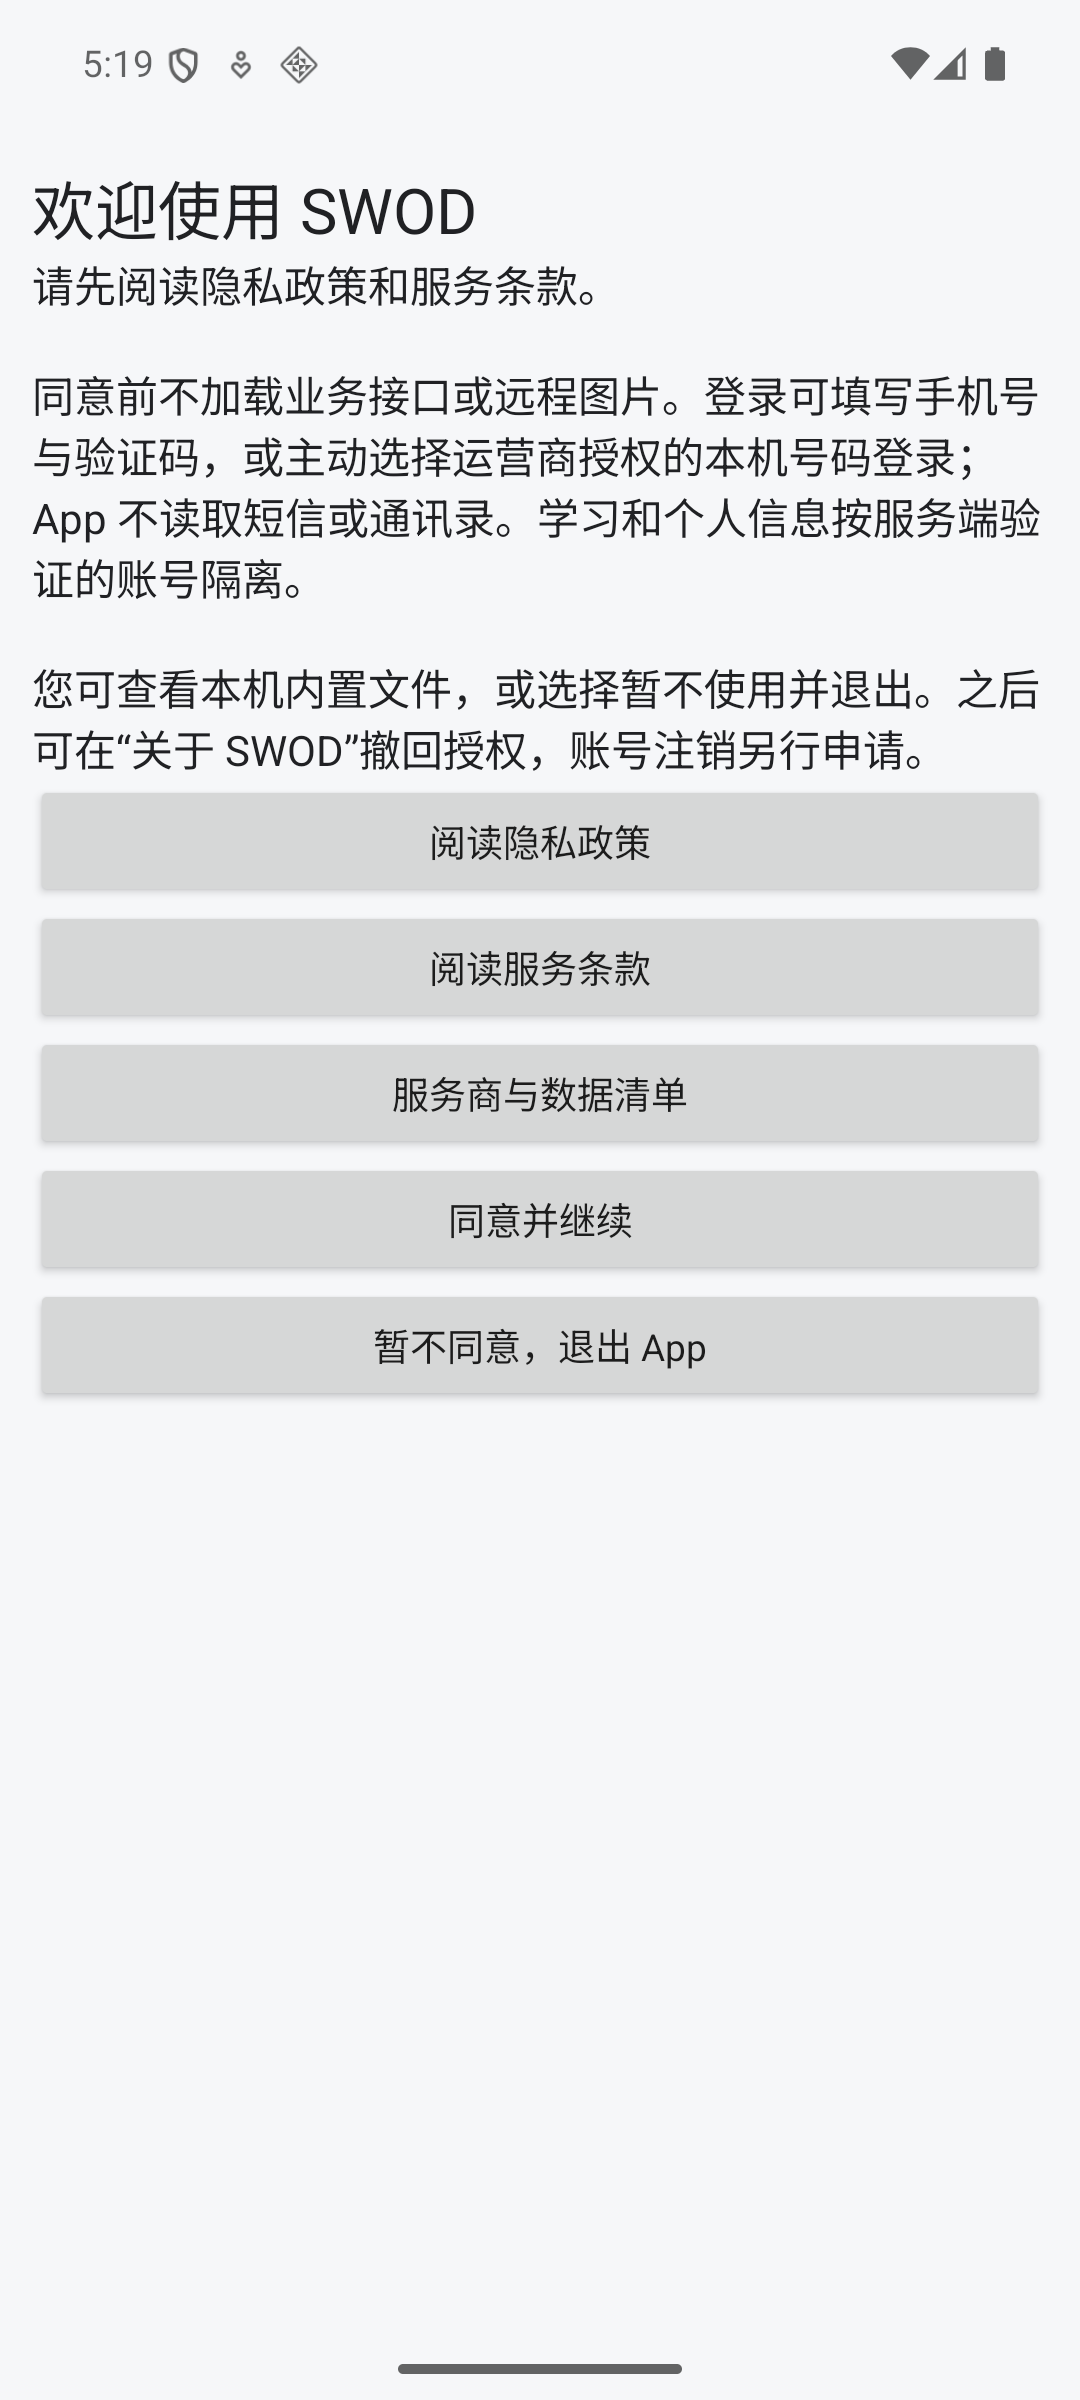 5:19
欢迎使用 SWOD
请先阅读隐私政策和服务条款。
同意前不加载业务接口或远程图片。登录可填写手机号
与验证码，或主动选择运营商授权的本机号码登录；
App 不读取短信或通讯录。学习和个人信息按服务端验
证的账号隔离。
您可查看本机内置文件，或选择暂不使用并退出。之后
可在“关于 SWOD”撤回授权，账号注销另行申请。
阅读隐私政策
阅读服务条款
服务商与数据清单
同意并继续
暂不同意，退出 App